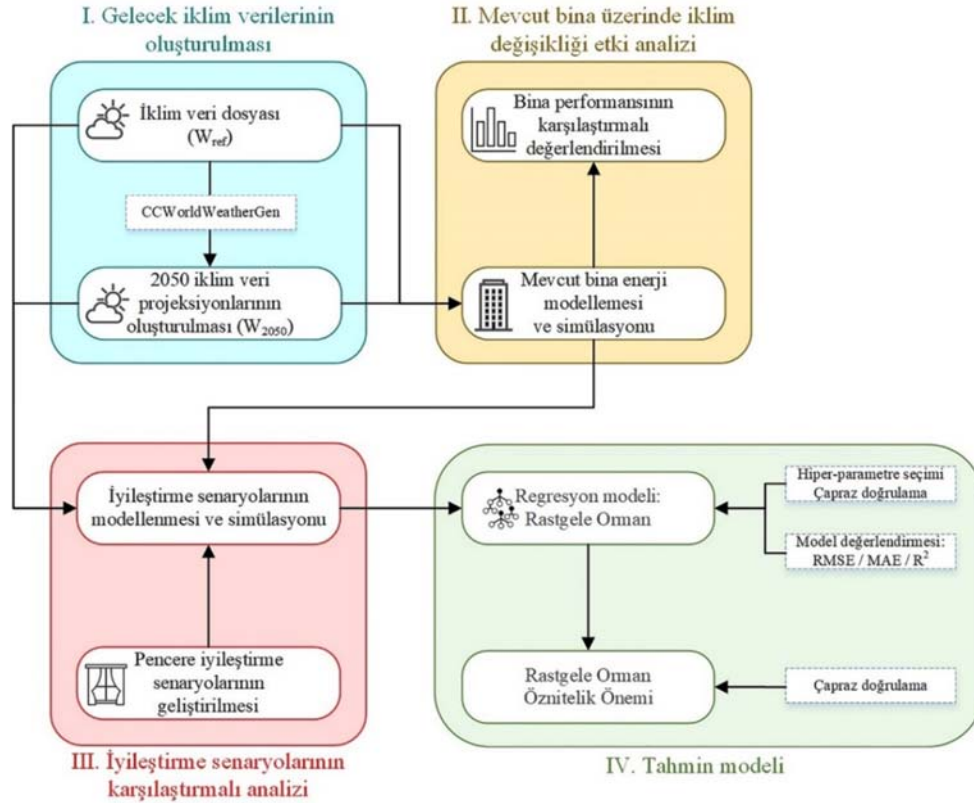 I. Gelecek iklim verilerinin
oluşturulması
İklim veri dosyası
(W_ref)
CCWorldWeatherGen
2050 iklim veri
projeksiyonlarının
oluşturulması (W_2050)
II. Mevcut bina üzerinde iklim
değişikliği etki analizi
Bina performansının
karşılaştırmalı
değerlendirilmesi
Mevcut bina enerji
modellemesi
ve simülasyonu
İyileştirme senaryolarının
modellenmesi ve simülasyonu
Pencere iyileştirme
senaryolarının
geliştirilmesi
III. İyileştirme senaryolarının
karşılaştırmalı analizi
Regresyon modeli:
Rastgele Orman
Hiper-parametre seçimi
Çapraz doğrulama
Model değerlendirmesi:
RMSE / MAE / R²
Rastgele Orman
Öznitelik Önemi
Çapraz doğrulama
IV. Tahmin modeli